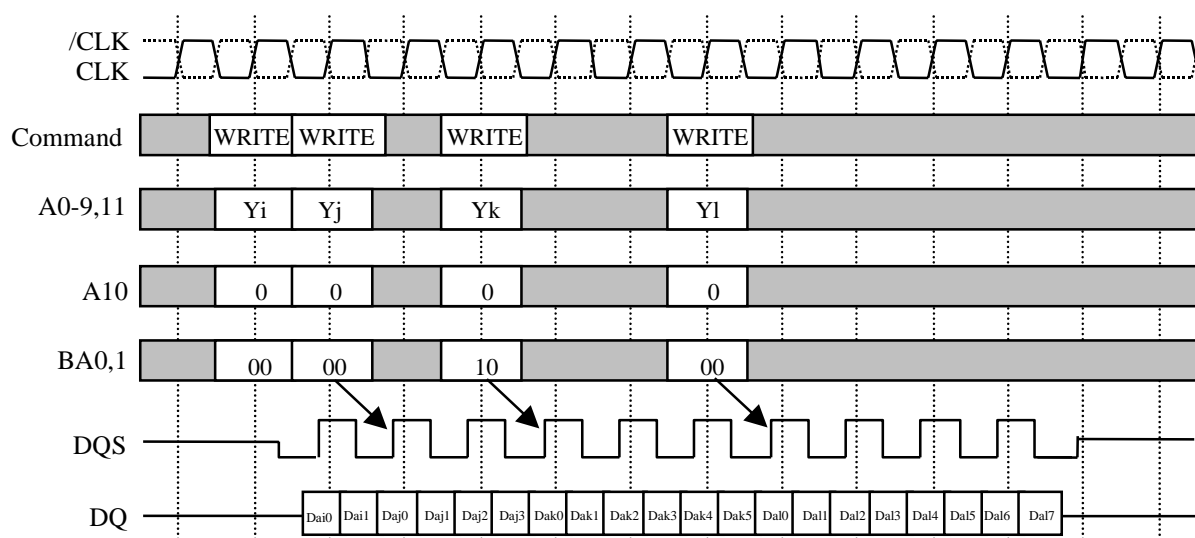 /CLK
CLK
Command WRITE WRITE WRITE WRITE
A0-9,11 Yi Yj Yk Yl
A10 0 0 0 0
BA0,1 00 00 10 00
DQS
DQ Dai0 Dai1 Daj0 Daj1 Daj2 Daj3 Dak0 Dak1 Dak2 Dak3 Dak4 Dak5 Dal0 Dal1 Dal2 Dal3 Dal4 Dal5 Dal6 Dal7